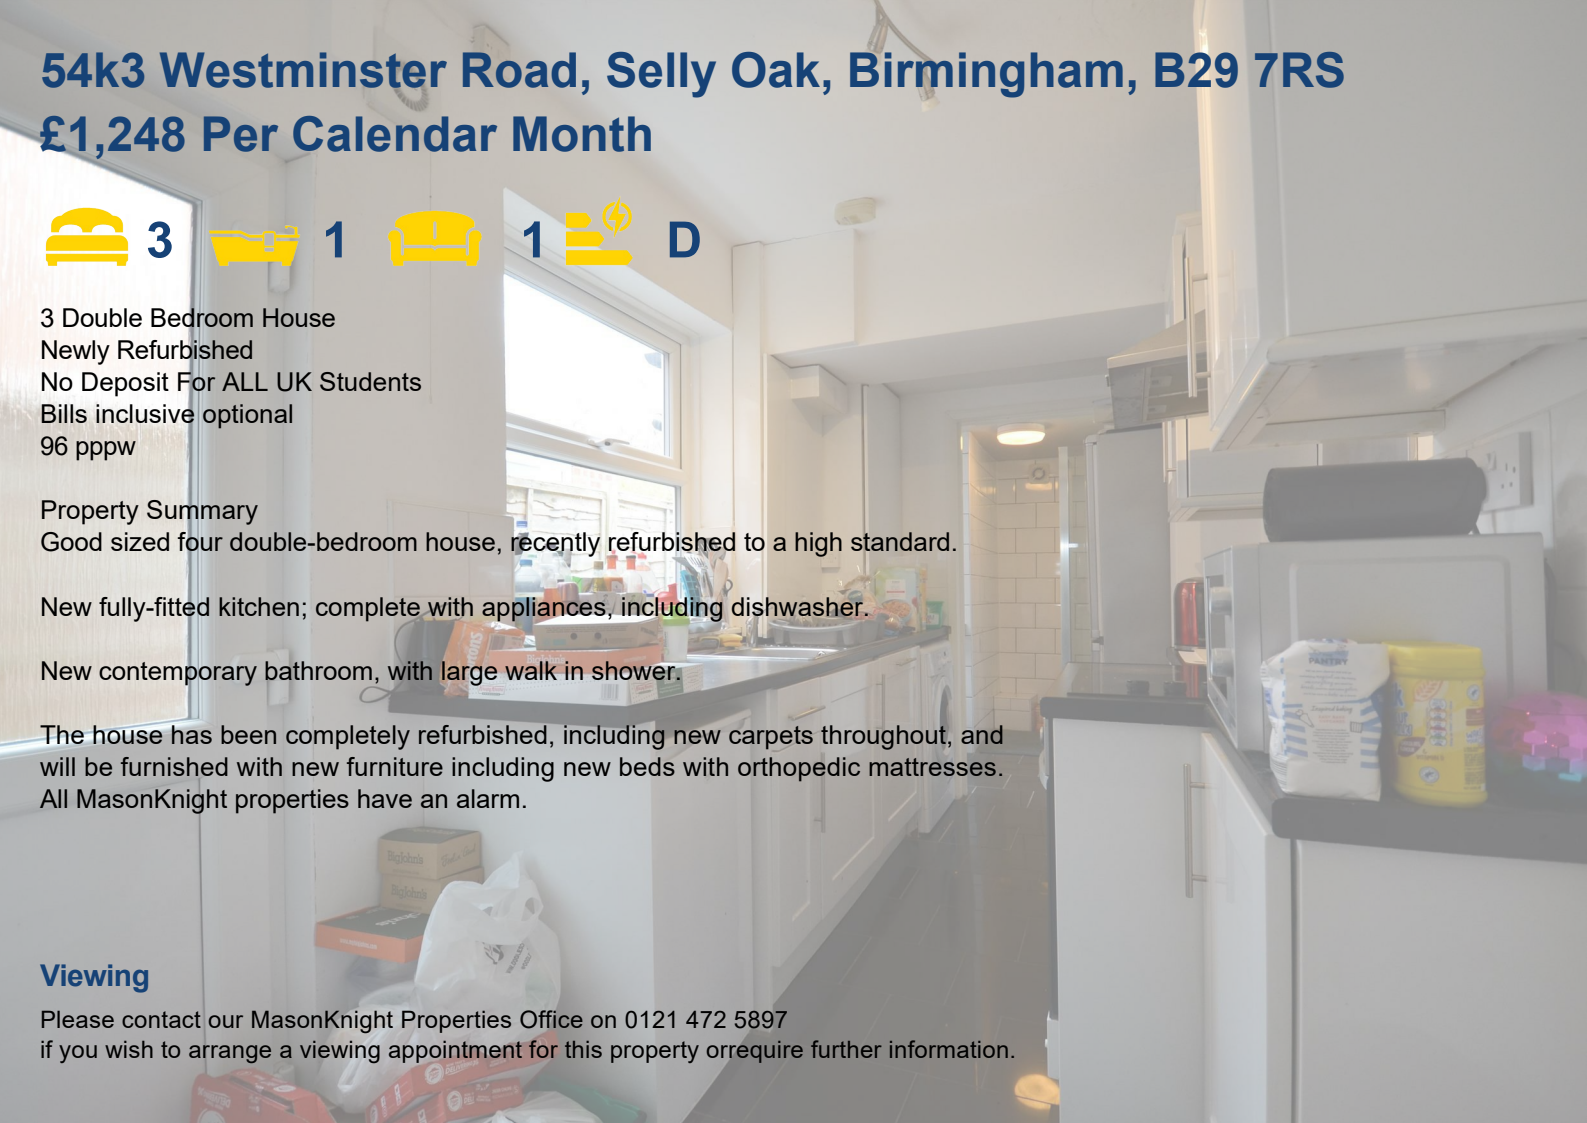 54k3 Westminster Road, Selly Oak, Birmingham, B29 7RS
£1,248 Per Calendar Month
3 1 1 D
3 Double Bedroom House
Newly Refurbished
No Deposit For ALL UK Students
Bills inclusive optional
96 pppw
Property Summary
Good sized four double-bedroom house, recently refurbished to a high standard.
New fully-fitted kitchen; complete with appliances, including dishwasher.
New contemporary bathroom, with large walk in shower.
The house has been completely refurbished, including new carpets throughout, and
will be furnished with new furniture including new beds with orthopedic mattresses.
All MasonKnight properties have an alarm.
PANTRY
BigJohn's
BigJohn's
Viewing
Please contact our MasonKnight Properties Office on 0121 472 5897
if you wish to arrange a viewing appointment for this property orrequire further information.